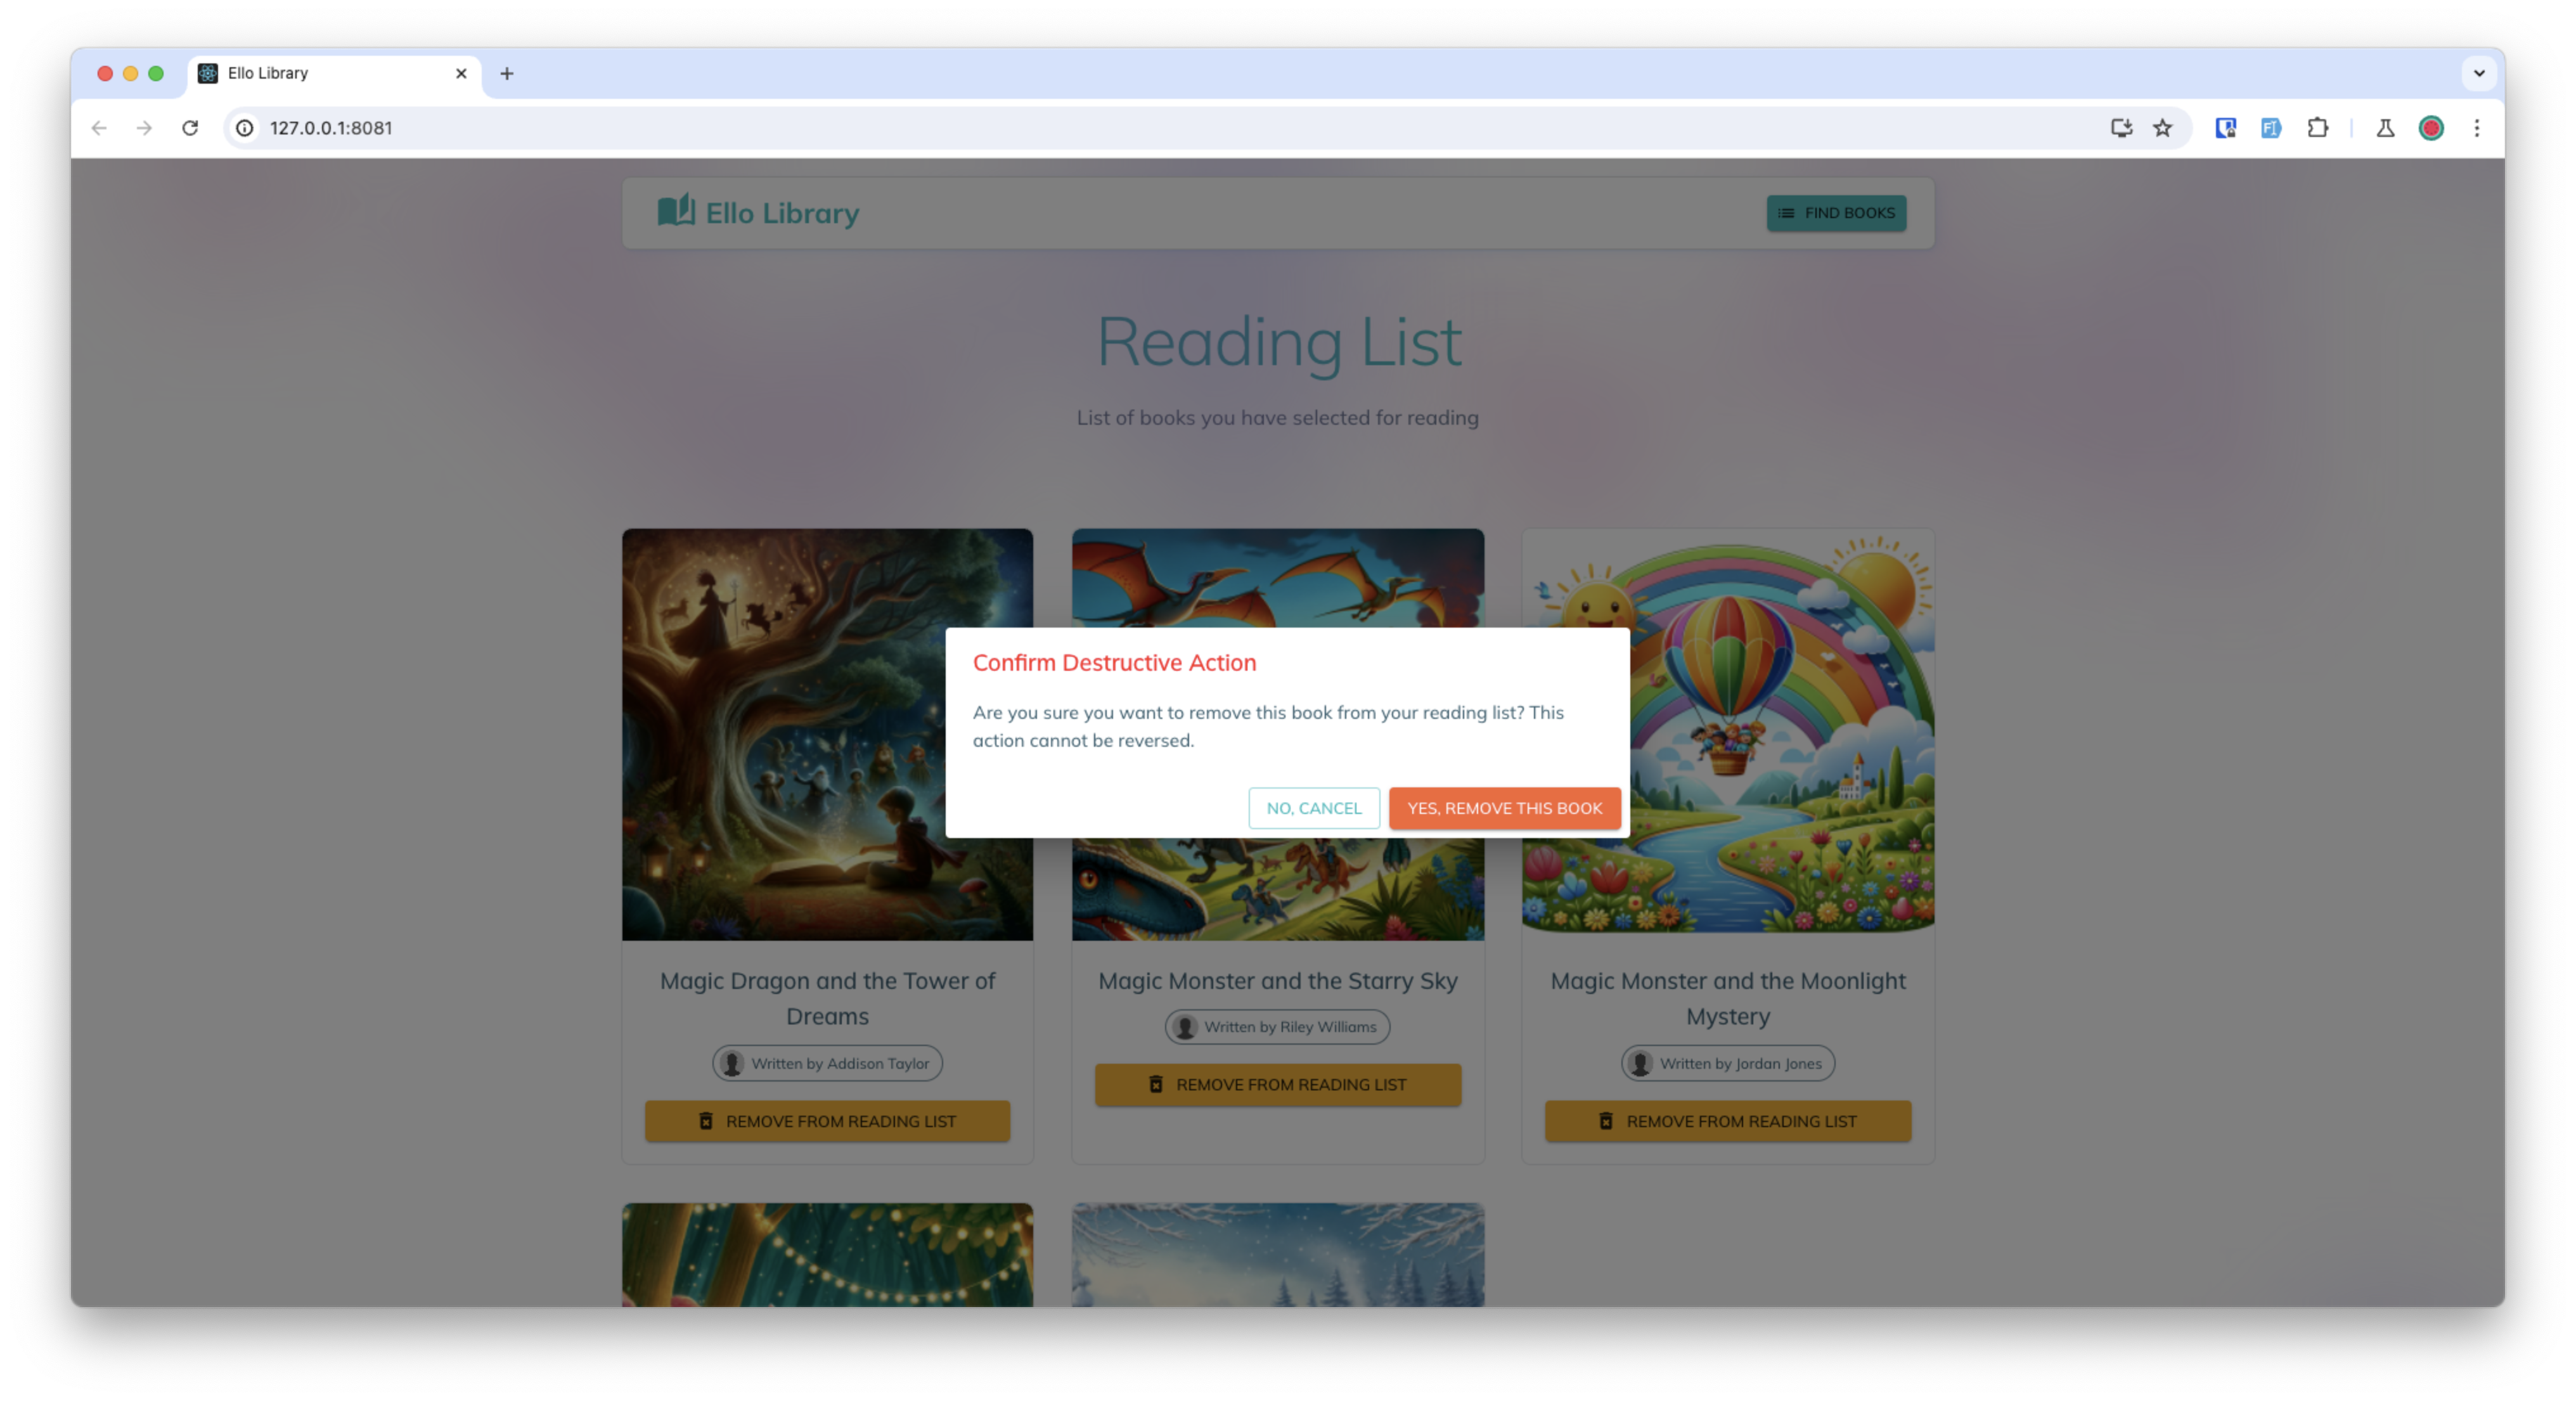 Ello Library
127.0.0.1:8081
Ello Library
FIND BOOKS
Reading List
List of books you have selected for reading
Confirm Destructive Action
Are you sure you want to remove this book from your reading list? This
action cannot be reversed.
NO, CANCEL
YES, REMOVE THIS BOOK
Magic Dragon and the Tower of
Dreams
Written by Addison Taylor
REMOVE FROM READING LIST
Magic Monster and the Starry Sky
Written by Riley Williams
REMOVE FROM READING LIST
Magic Monster and the Moonlight
Mystery
Written by Jordan Jones
REMOVE FROM READING LIST